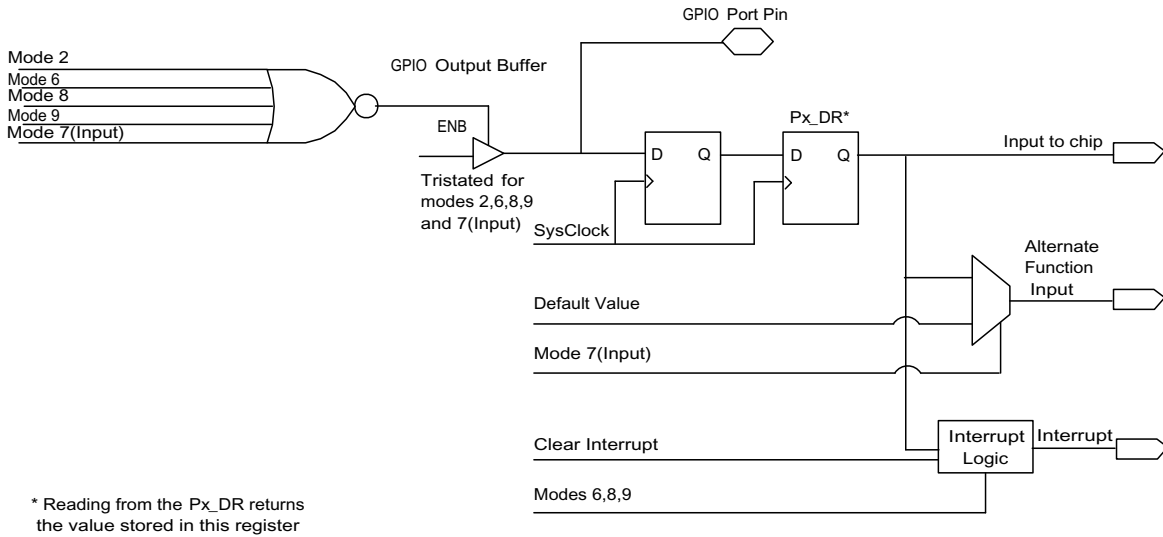 GPIO Port Pin
Mode 2
Mode 6
Mode 8
Mode 9
Mode 7(Input)
GPIO Output Buffer
ENB
Tristated for
modes 2,6,8,9
and 7(Input)
SysClock
D Q
Px_DR*
D Q
Input to chip
Alternate
Function
Input
Default Value
Mode 7(Input)
Clear Interrupt
Interrupt
Logic
Interrupt
Modes 6,8,9
* Reading from the Px_DR returns
the value stored in this register